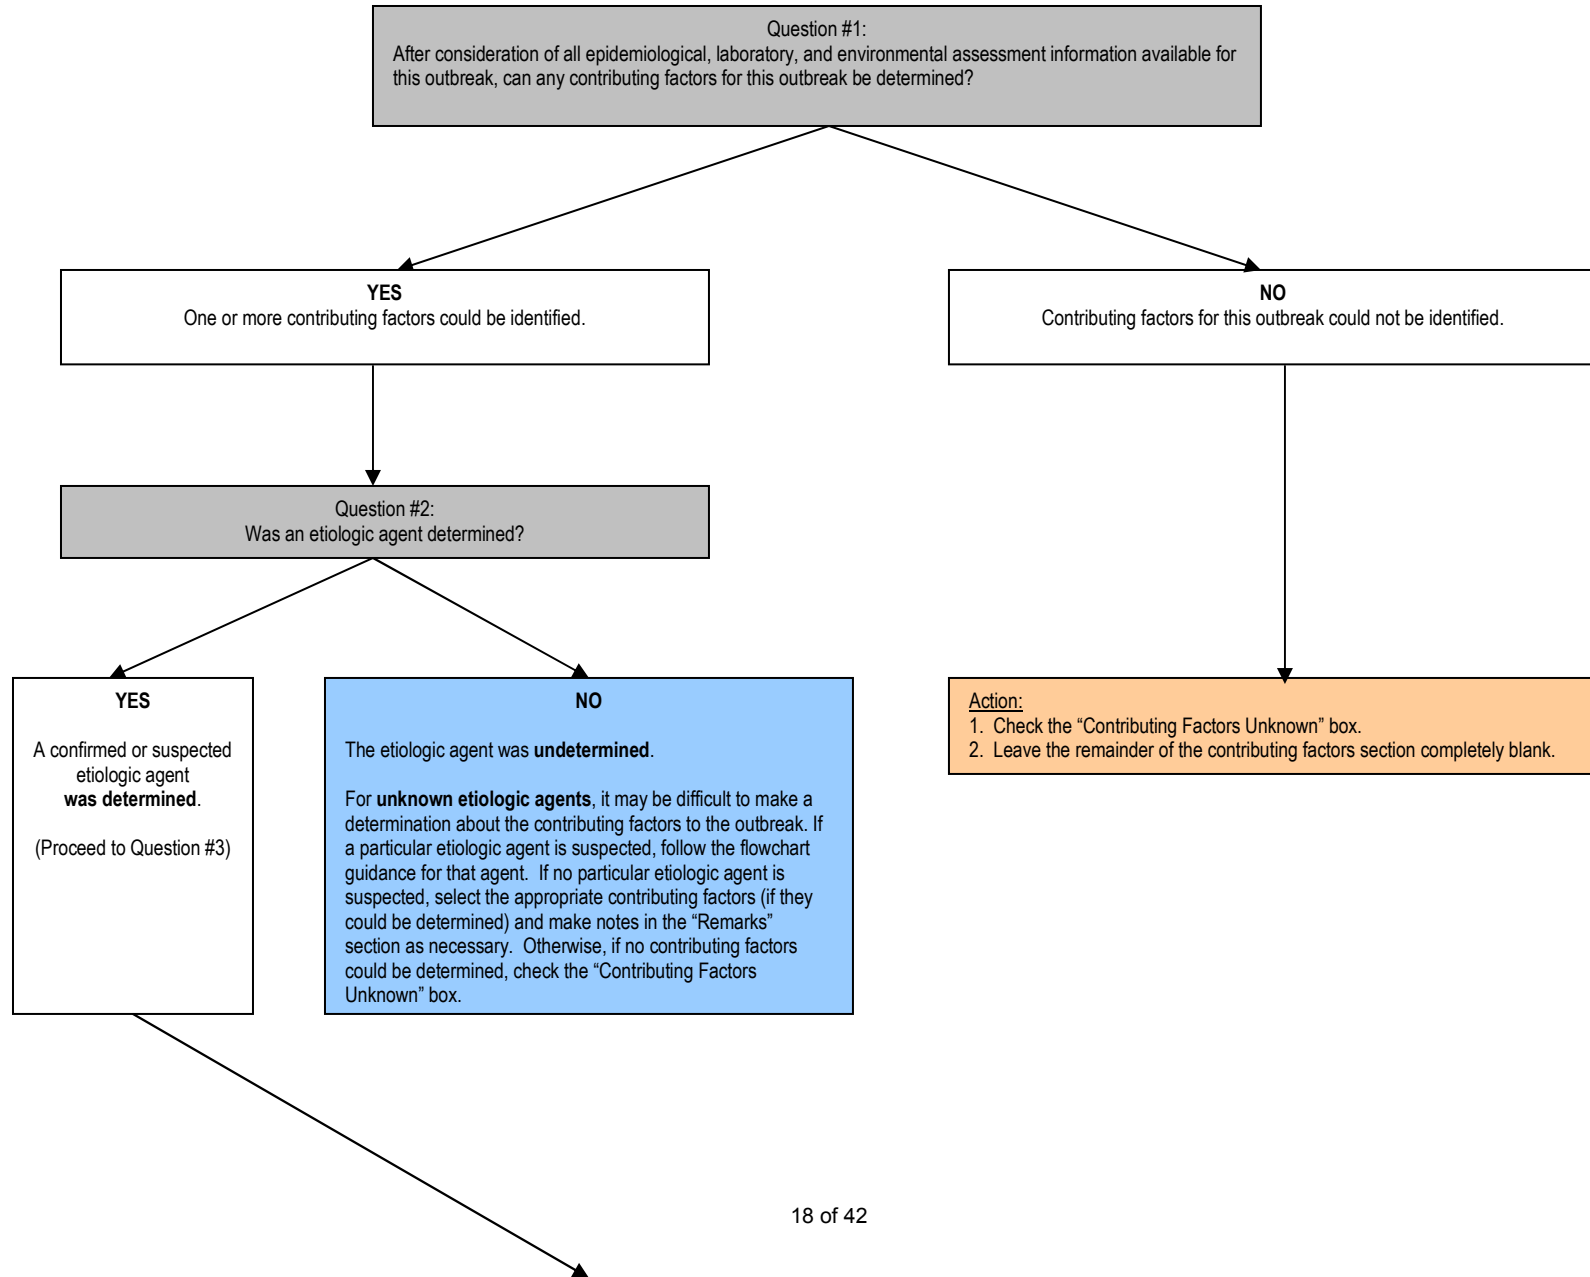 Question #1:
After consideration of all epidemiological, laboratory, and environmental assessment information available for
this outbreak, can any contributing factors for this outbreak be determined?
YES
One or more contributing factors could be identified.
NO
Contributing factors for this outbreak could not be identified.
Question #2:
Was an etiologic agent determined?
YES
A confirmed or suspected
etiologic agent
was determined.
(Proceed to Question #3)
NO
The etiologic agent was undetermined.
For unknown etiologic agents, it may be difficult to make a
determination about the contributing factors to the outbreak. If
a particular etiologic agent is suspected, follow the flowchart
guidance for that agent.  If no particular etiologic agent is
suspected, select the appropriate contributing factors (if they
could be determined) and make notes in the “Remarks”
section as necessary.  Otherwise, if no contributing factors
could be determined, check the “Contributing Factors
Unknown” box.
Action:
1.  Check the “Contributing Factors Unknown” box.
2.  Leave the remainder of the contributing factors section completely blank.
18 of 42